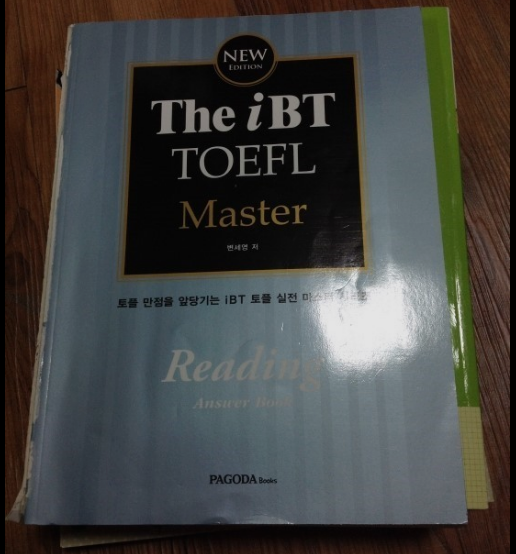 NEW
EDITION
The iBT
TOEFL
Master
변세영 저
토플 만점을 앞당기는 iBT 토플 실전
Reading
Answer Book
PAGODA Books